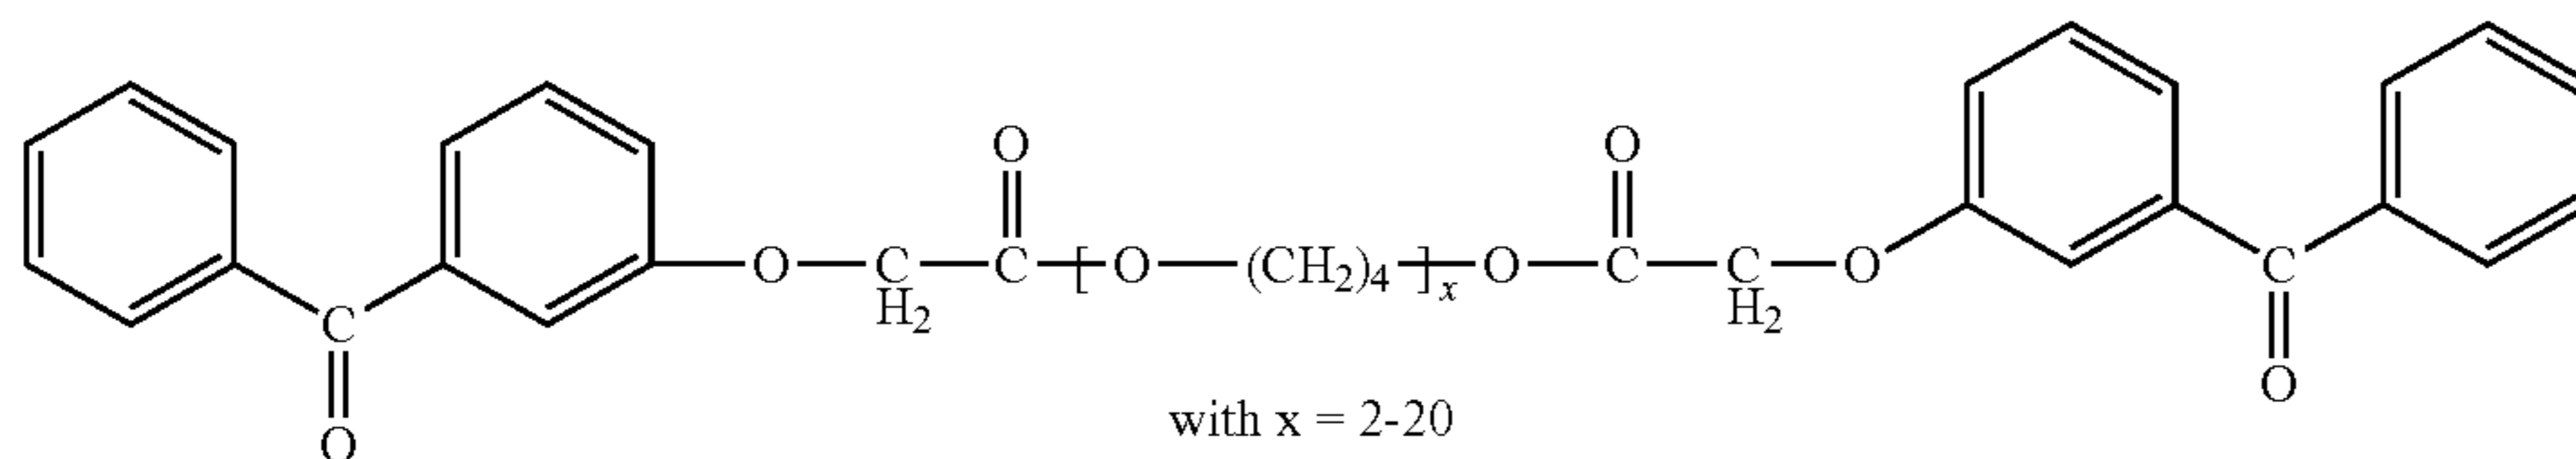 O O
O—C—C—[O—(CH₂)₄—]ₓ—O—C—C—O
H₂ H₂
C C
O O
with x = 2-20